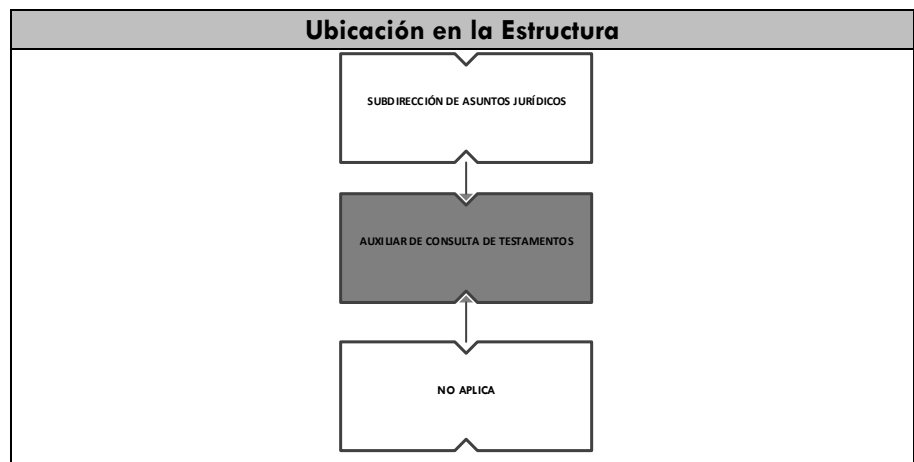 Ubicación en la Estructura
SUBDIRECCIÓN DE ASUNTOS JURÍDICOS
AUXILIAR DE CONSULTA DE TESTAMENTOS
NO APLICA